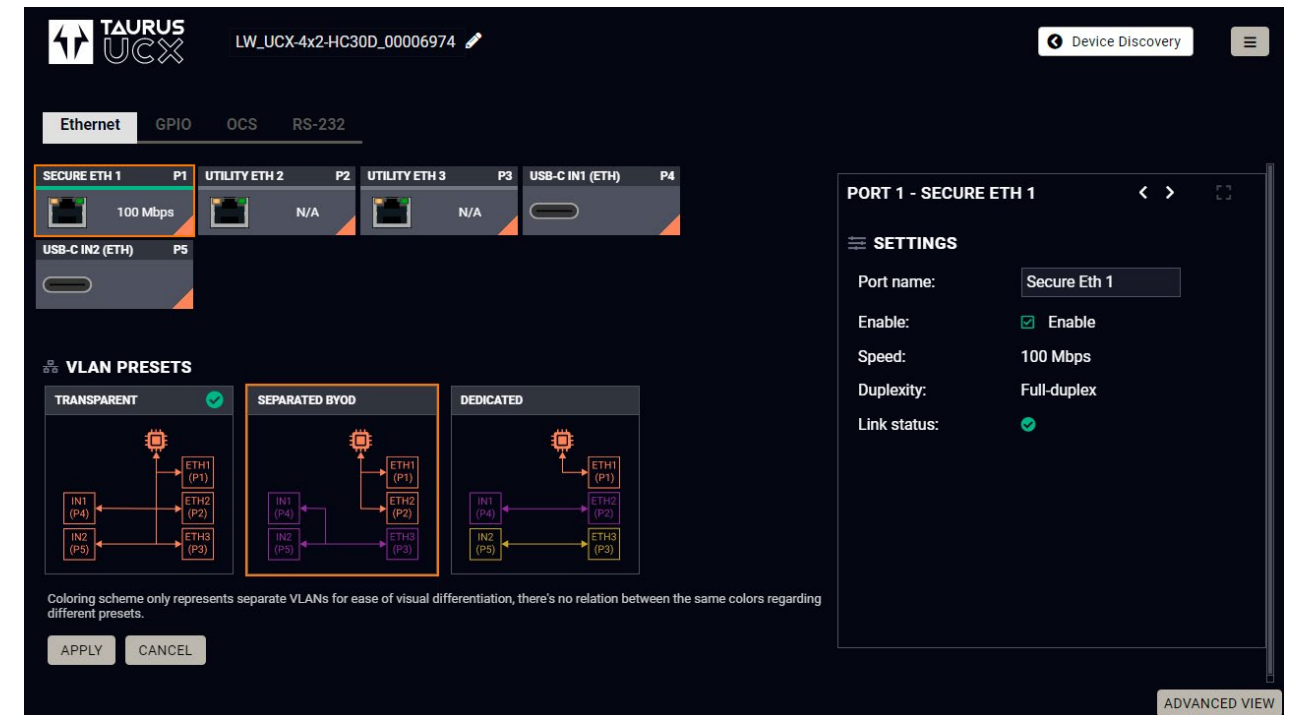 TAURUS
UCX
LW_UCX-4x2-HC30D_00006974
Device Discovery
Ethernet GPIO OCS RS-232
SECURE ETH 1 P1
100 Mbps
UTILITY ETH 2 P2
N/A
UTILITY ETH 3 P3
N/A
USB-C IN1 (ETH) P4
USB-C IN2 (ETH) P5
VLAN PRESETS
TRANSPARENT
ETH1
(P1)
IN1
(P4)
ETH2
(P2)
IN2
(P5)
ETH3
(P3)
SEPARATED BYOD
ETH1
(P1)
IN1
(P4)
ETH2
(P2)
IN2
(P5)
ETH3
(P3)
DEDICATED
ETH1
(P1)
IN1
(P4)
ETH2
(P2)
IN2
(P5)
ETH3
(P3)
Coloring scheme only represents separate VLANs for ease of visual differentiation, there's no relation between the same colors regarding
different presets.
APPLY CANCEL
PORT 1 - SECURE ETH 1
SETTINGS
Port name: Secure Eth 1
Enable: Enable
Speed: 100 Mbps
Duplexity: Full-duplex
Link status:
ADVANCED VIEW